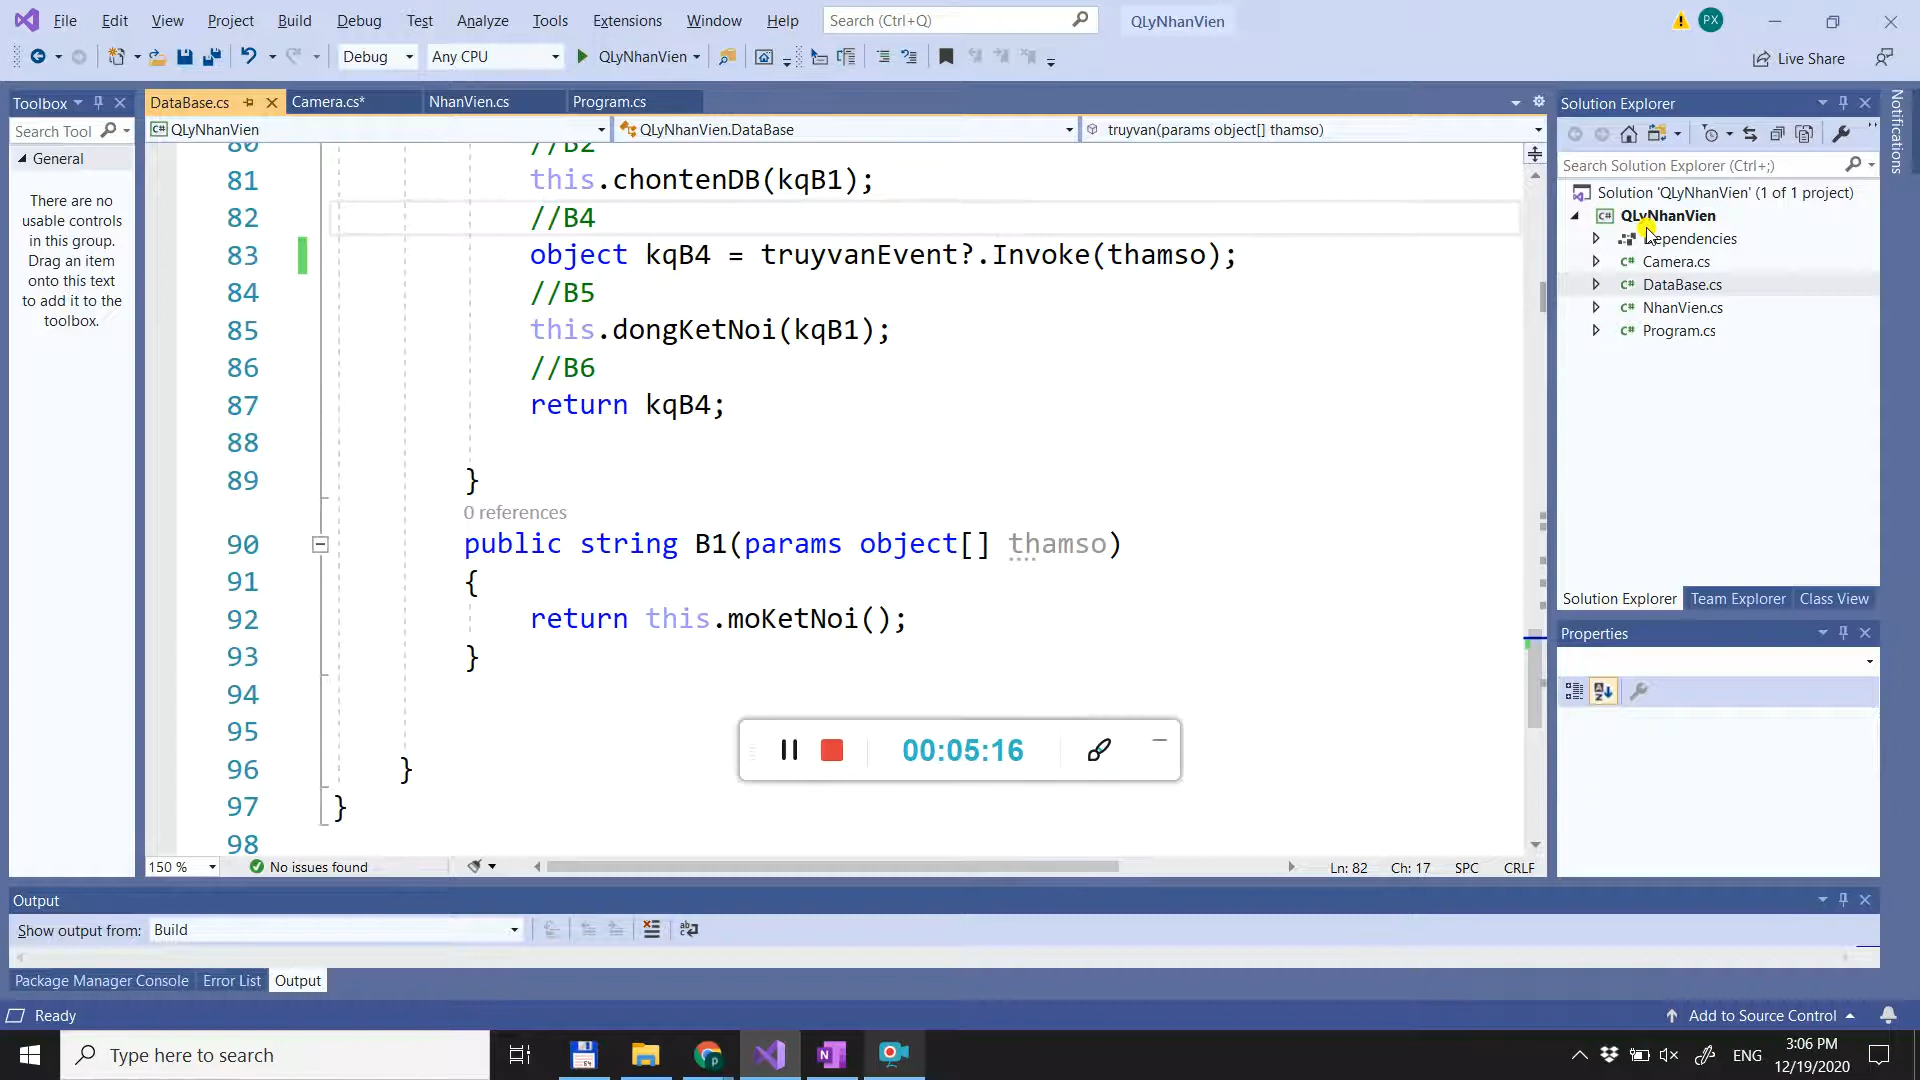 File Edit View Project Build Debug Test Analyze Tools Extensions Window Help Search (Ctrl+Q) QLyNhanVien PX
Debug Any CPU QLyNhanVien Live Share
Toolbox
Search Tool
General
There are no
usable controls
in this group.
Drag an item
onto this text
to add it to the
toolbox.
DataBase.cs Camera.cs* NhanVien.cs Program.cs
QLyNhanVien QLyNhanVien.DataBase truyvan(params object[] thamso)
80 //B2
81 this.chontenDB(kqB1);
82 //B4
83 object kqB4 = truyvanEvent?.Invoke(thamso);
84 //B5
85 this.dongKetNoi(kqB1);
86 //B6
87 return kqB4;
88
89 }
0 references
90 public string B1(params object[] thamso)
91 {
92 return this.moKetNoi();
93 }
94
95
96 }
97 }
98
00:05:16
150 % No issues found Ln: 82 Ch: 17 SPC CRLF
Solution Explorer
Search Solution Explorer (Ctrl+;)
Solution 'QLyNhanVien' (1 of 1 project)
QLyNhanVien
Dependencies
Camera.cs
DataBase.cs
NhanVien.cs
Program.cs
Solution Explorer Team Explorer Class View
Properties
Notifications
Output
Show output from: Build
Package Manager Console Error List Output
Ready Add to Source Control
Type here to search
ENG
3:06 PM
12/19/2020